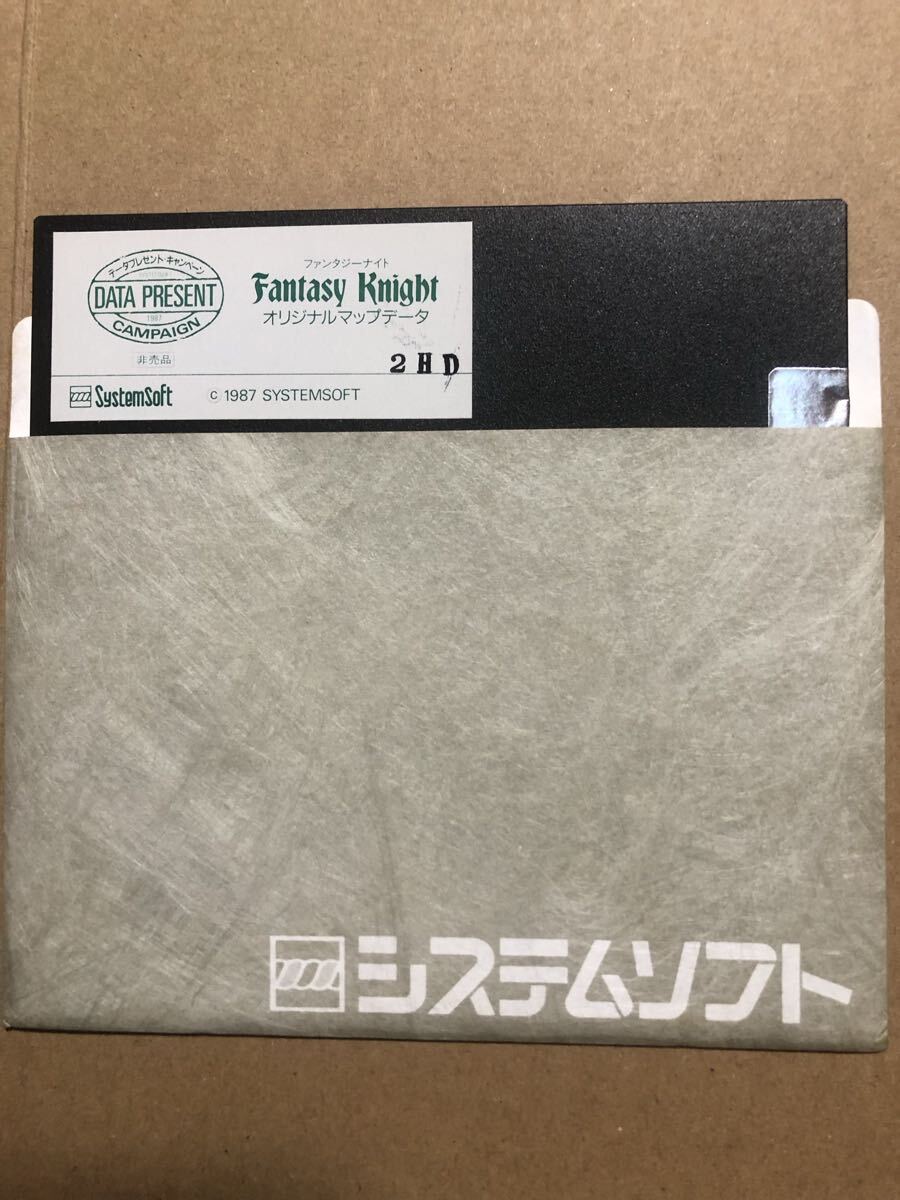 データプレゼント・キャンペーン
DATA PRESENT
1987
CAMPAIGN
非売品
ファンタジーナイト
Fantasy Knight
オリジナルマップデータ
2HD
SystemSoft
© 1987 SYSTEMSOFT
システムソフト